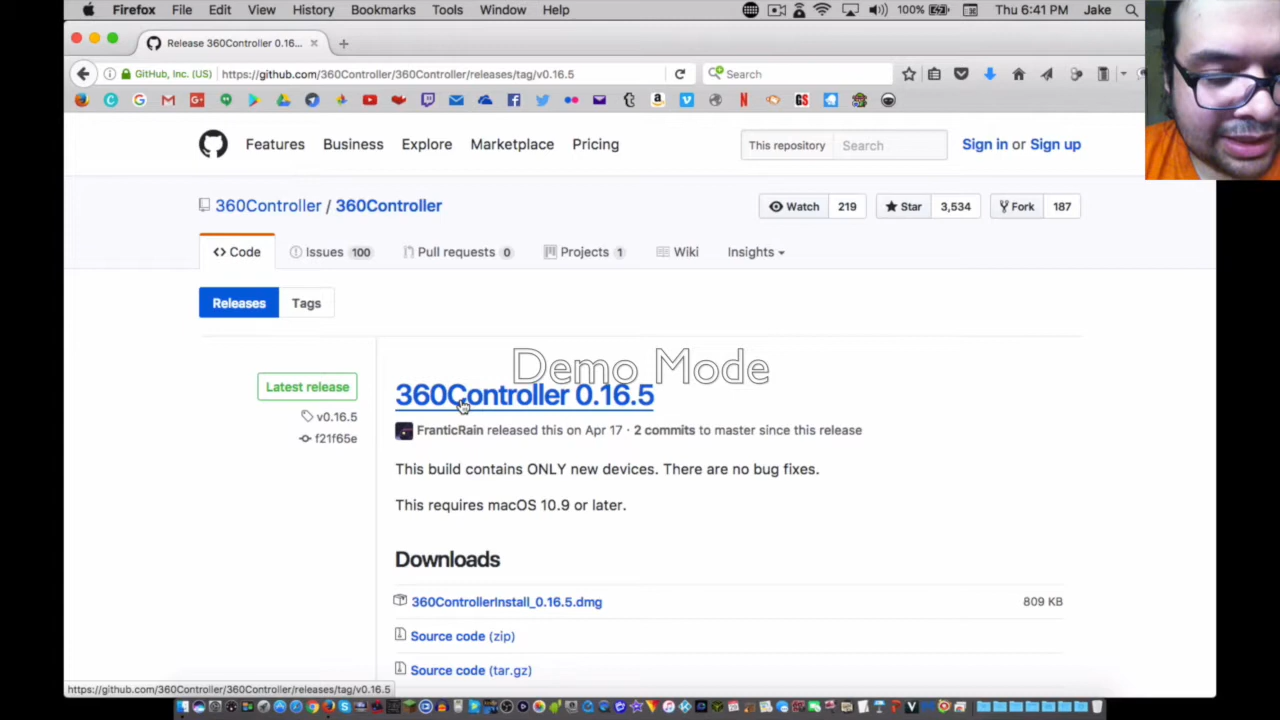 Firefox File Edit View History Bookmarks Tools Window Help 100% Thu 6:41 PM Jake
Release 360Controller 0.16.5...
GitHub, Inc. (US) https://github.com/360Controller/360Controller/releases/tag/v0.16.5 Search
Features Business Explore Marketplace Pricing This repository Search Sign in or Sign up
360Controller / 360Controller Watch 219 Star 3,534 Fork 187
Code Issues 100 Pull requests 0 Projects 1 Wiki Insights
Releases Tags
Demo Mode
Latest release 360Controller 0.16.5
v0.16.5
FranticRain released this on Apr 17 · 2 commits to master since this release
f21f65e
This build contains ONLY new devices. There are no bug fixes.
This requires macOS 10.9 or later.
Downloads
360ControllerInstall_0.16.5.dmg 809 KB
Source code (zip)
Source code (tar.gz)
https://github.com/360Controller/360Controller/releases/tag/v0.16.5